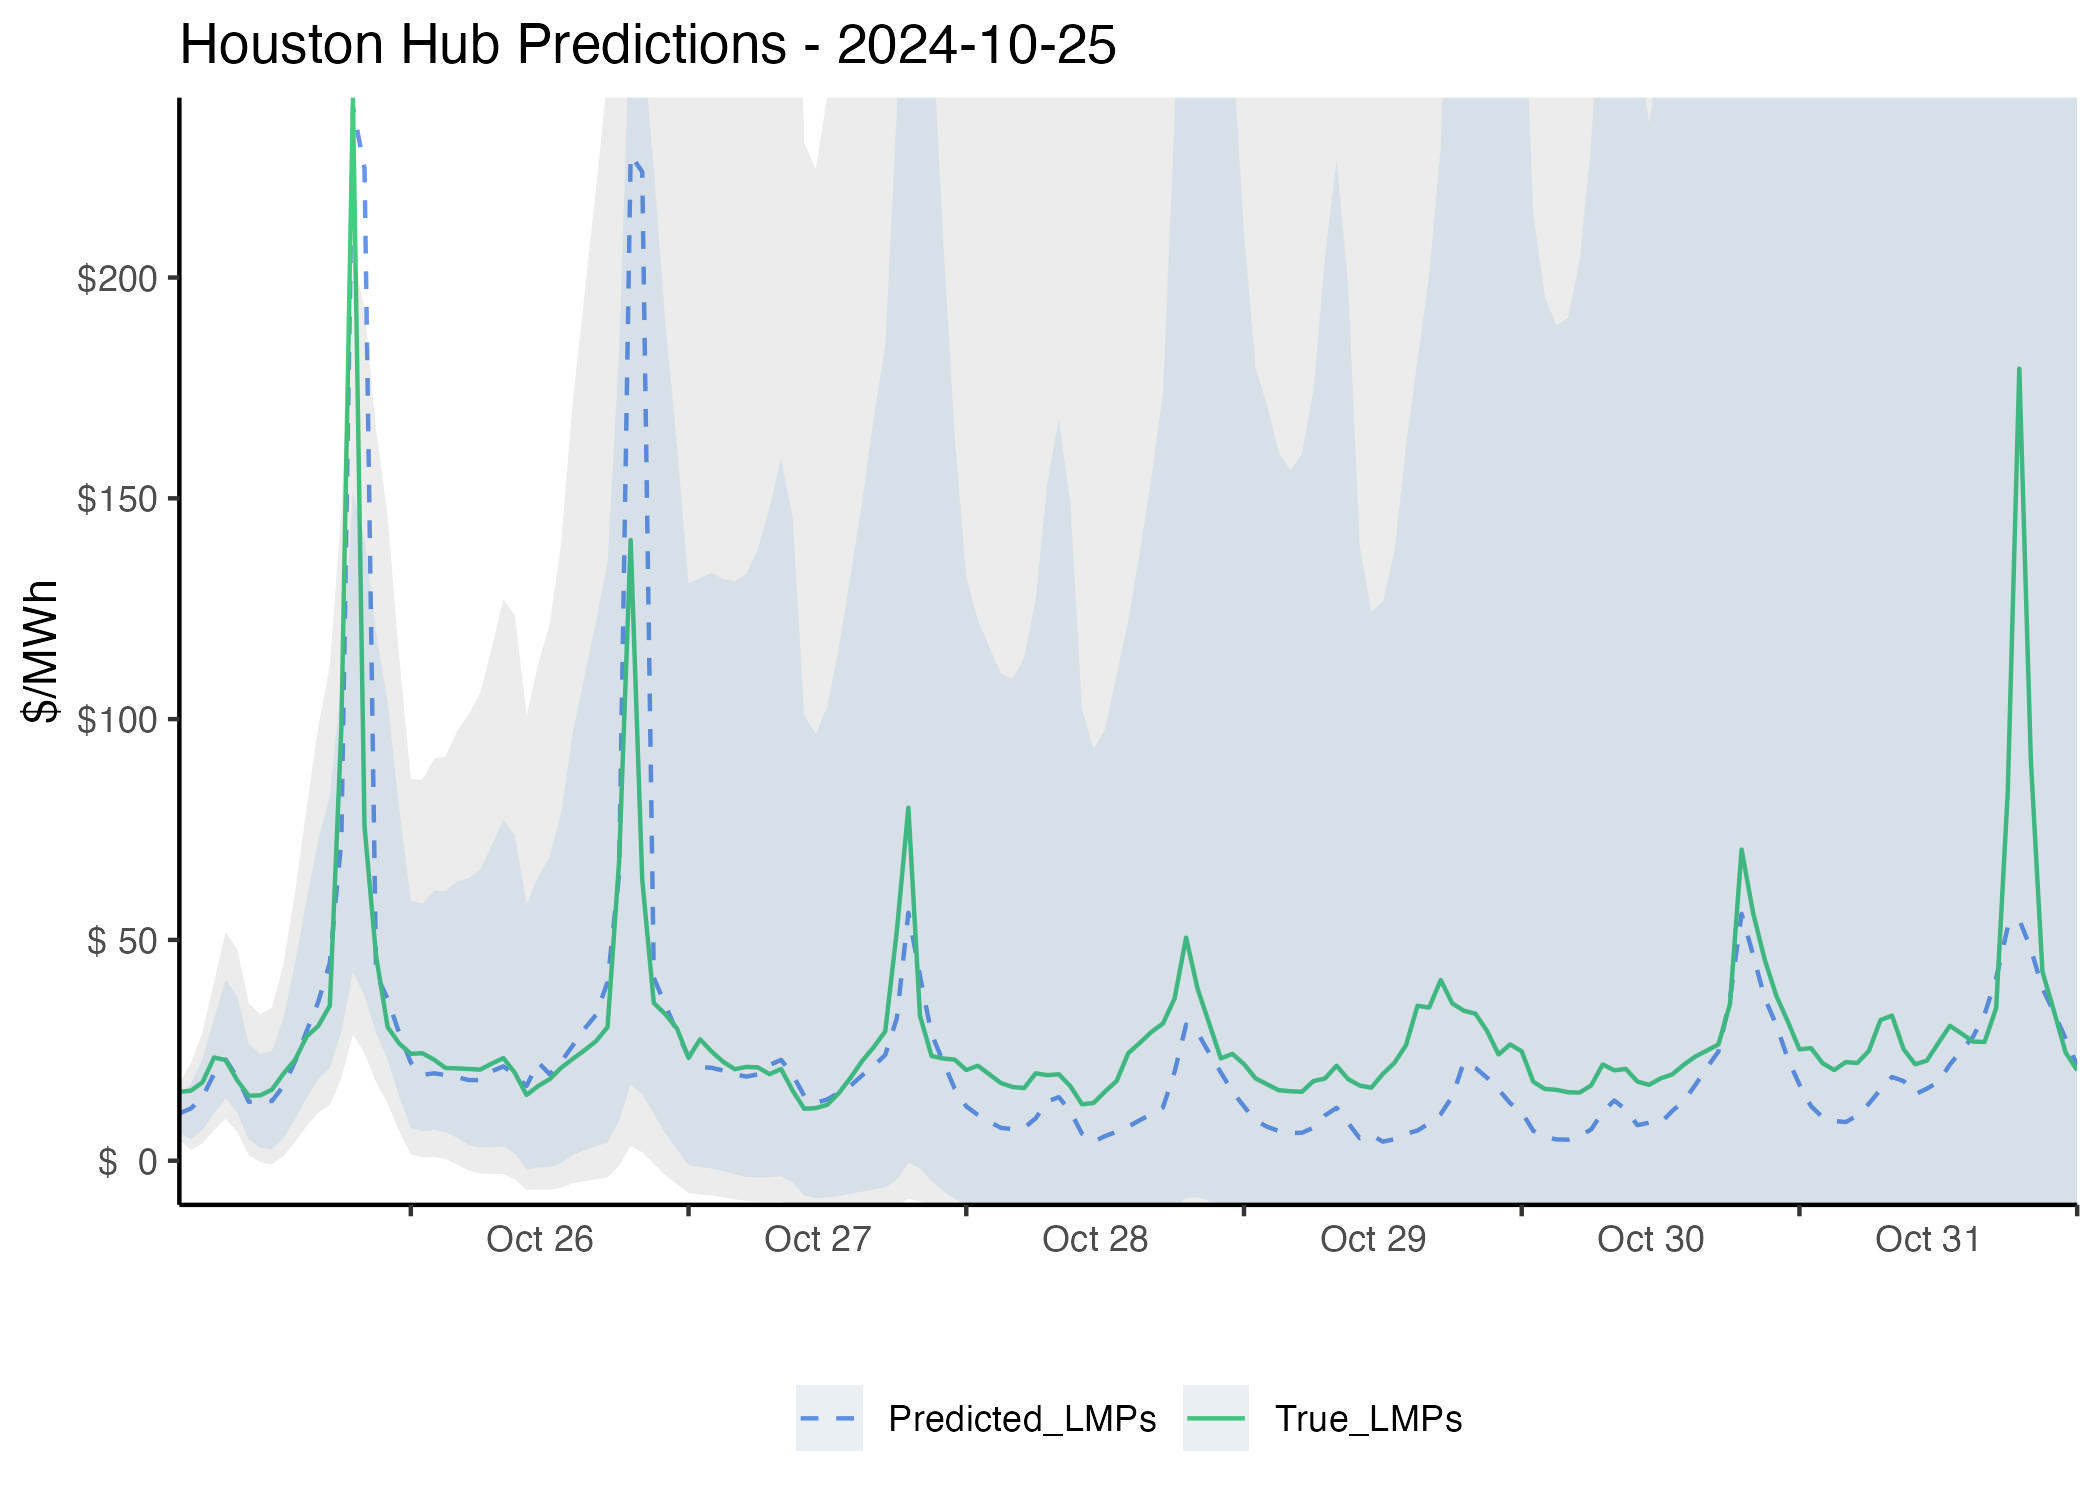 Houston Hub Predictions - 2024-10-25
$/MWh
$200
$150
$100
$ 50
$ 0
Oct 26 Oct 27 Oct 28 Oct 29 Oct 30 Oct 31
Predicted_LMPs True_LMPs